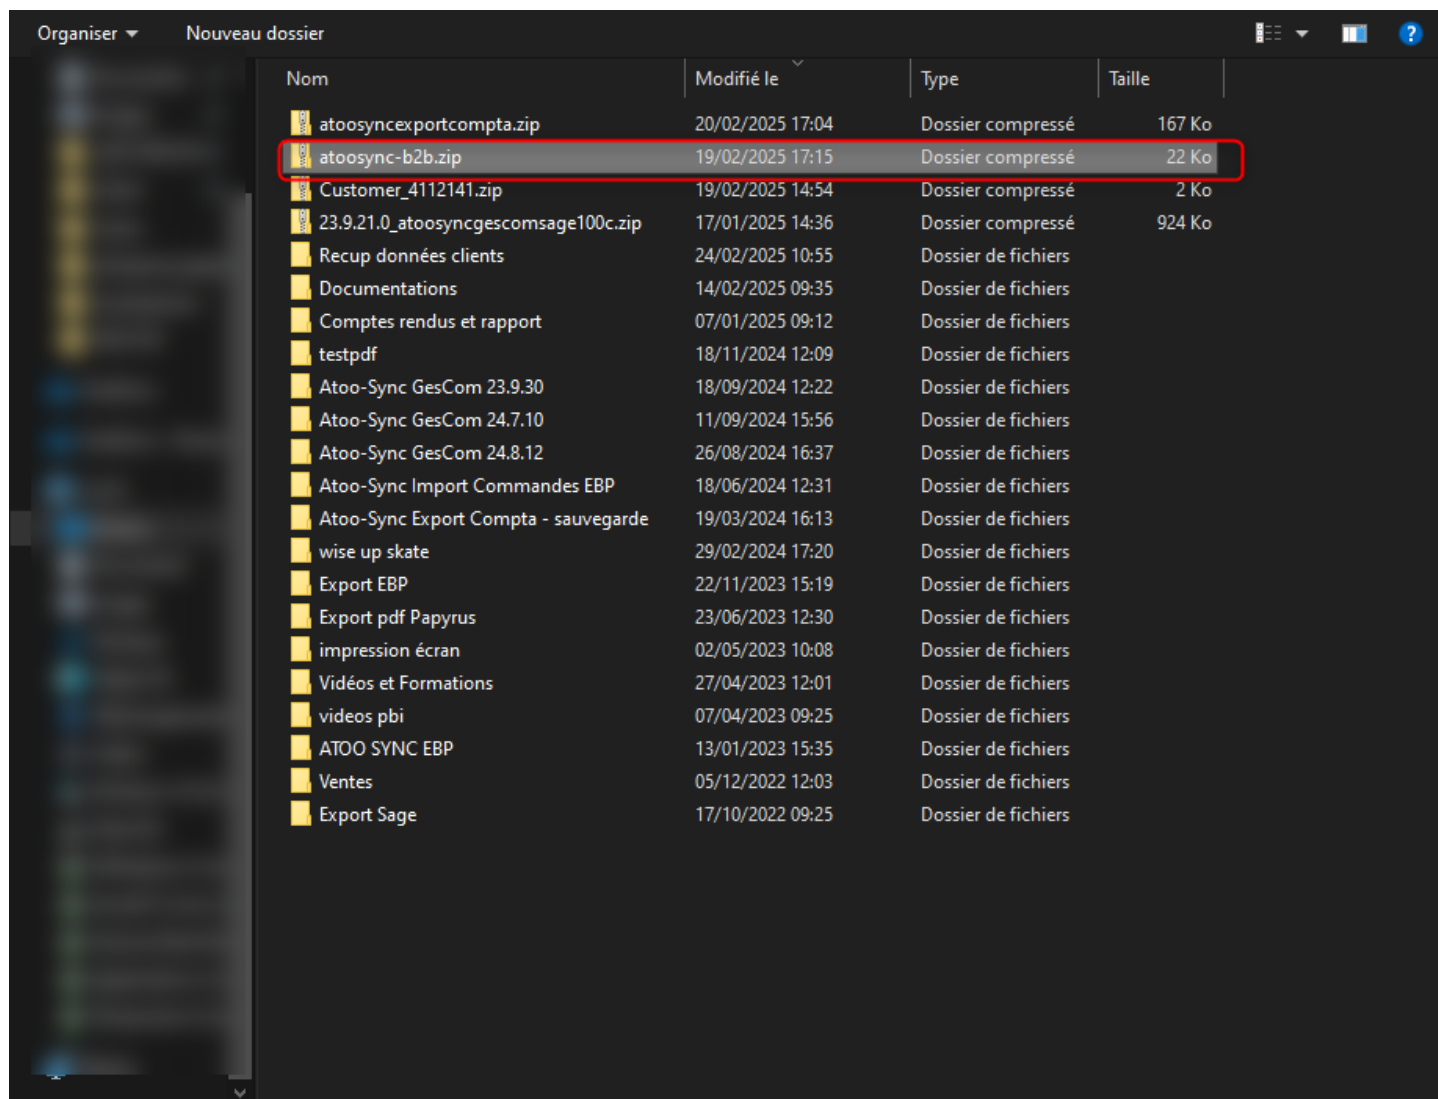 Organiser Nouveau dossier
Nom Modifié le Type Taille
atoosyncexportcompta.zip 20/02/2025 17:04 Dossier compressé 167 Ko
atoosync-b2b.zip 19/02/2025 17:15 Dossier compressé 22 Ko
Customer_4112141.zip 19/02/2025 14:54 Dossier compressé 2 Ko
23.9.21.0_atoosyncgescomsage100c.zip 17/01/2025 14:36 Dossier compressé 924 Ko
Recup données clients 24/02/2025 10:55 Dossier de fichiers
Documentations 14/02/2025 09:35 Dossier de fichiers
Comptes rendus et rapport 07/01/2025 09:12 Dossier de fichiers
testpdf 18/11/2024 12:09 Dossier de fichiers
Atoo-Sync GesCom 23.9.30 18/09/2024 12:22 Dossier de fichiers
Atoo-Sync GesCom 24.7.10 11/09/2024 15:56 Dossier de fichiers
Atoo-Sync GesCom 24.8.12 26/08/2024 16:37 Dossier de fichiers
Atoo-Sync Import Commandes EBP 18/06/2024 12:31 Dossier de fichiers
Atoo-Sync Export Compta - sauvegarde 19/03/2024 16:13 Dossier de fichiers
wise up skate 29/02/2024 17:20 Dossier de fichiers
Export EBP 22/11/2023 15:19 Dossier de fichiers
Export pdf Papyrus 23/06/2023 12:30 Dossier de fichiers
impression écran 02/05/2023 10:08 Dossier de fichiers
Vidéos et Formations 27/04/2023 12:01 Dossier de fichiers
videos pbi 07/04/2023 09:25 Dossier de fichiers
ATOO SYNC EBP 13/01/2023 15:35 Dossier de fichiers
Ventes 05/12/2022 12:03 Dossier de fichiers
Export Sage 17/10/2022 09:25 Dossier de fichiers